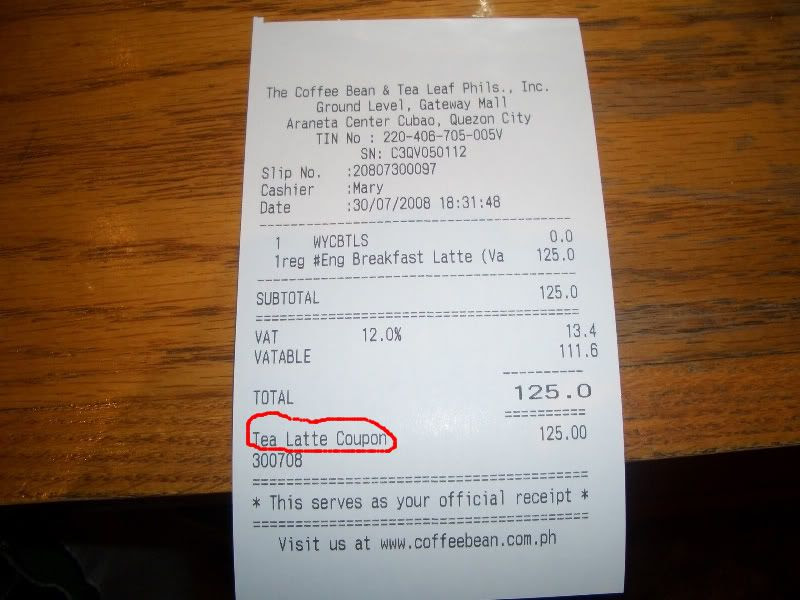 The Coffee Bean & Tea Leaf Phils., Inc.
Ground Level, Gateway Mall
Araneta Center Cubao, Quezon City
TIN No : 220-406-705-005V
SN: C3QV050112
Slip No. :20807300097
Cashier :Mary
Date :30/07/2008 18:31:48
1 WYCBTLS 0.0
1reg #Eng Breakfast Latte (Va 125.0
SUBTOTAL 125.0
VAT 12.0% 13.4
VATABLE 111.6
TOTAL 125.0
Tea Latte Coupon 125.00
300708
* This serves as your official receipt *
Visit us at www.coffeebean.com.ph